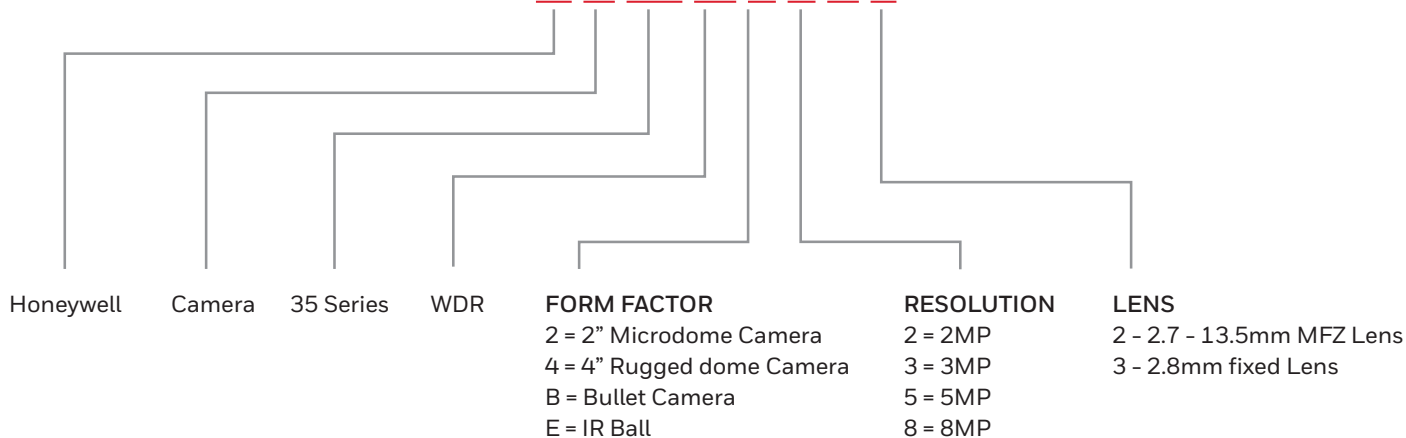 Honeywell
Camera
35 Series
WDR
FORM FACTOR
2 = 2” Microdome Camera
4 = 4” Rugged dome Camera
B = Bullet Camera
E = IR Ball
RESOLUTION
2 = 2MP
3 = 3MP
5 = 5MP
8 = 8MP
LENS
2 - 2.7 - 13.5mm MFZ Lens
3 - 2.8mm fixed Lens